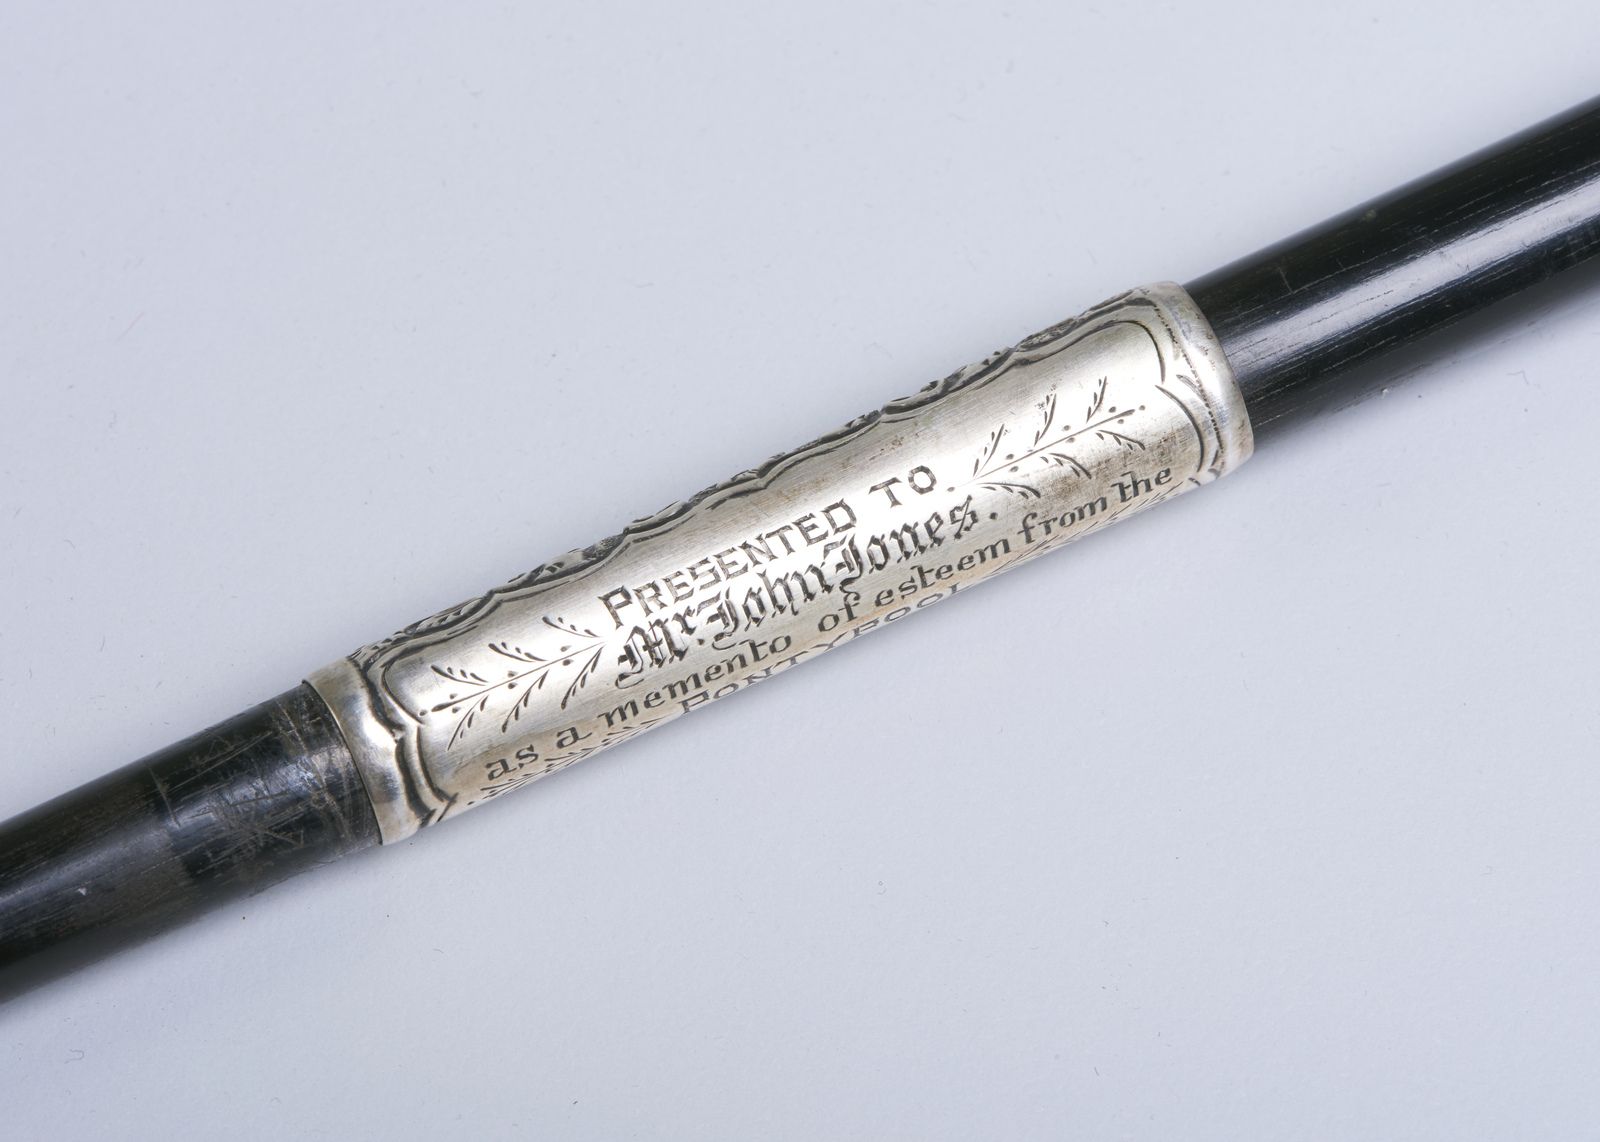 PRESENTED TO
Mr. John Jones.
as a memento of esteem from the
PONTYPOOL